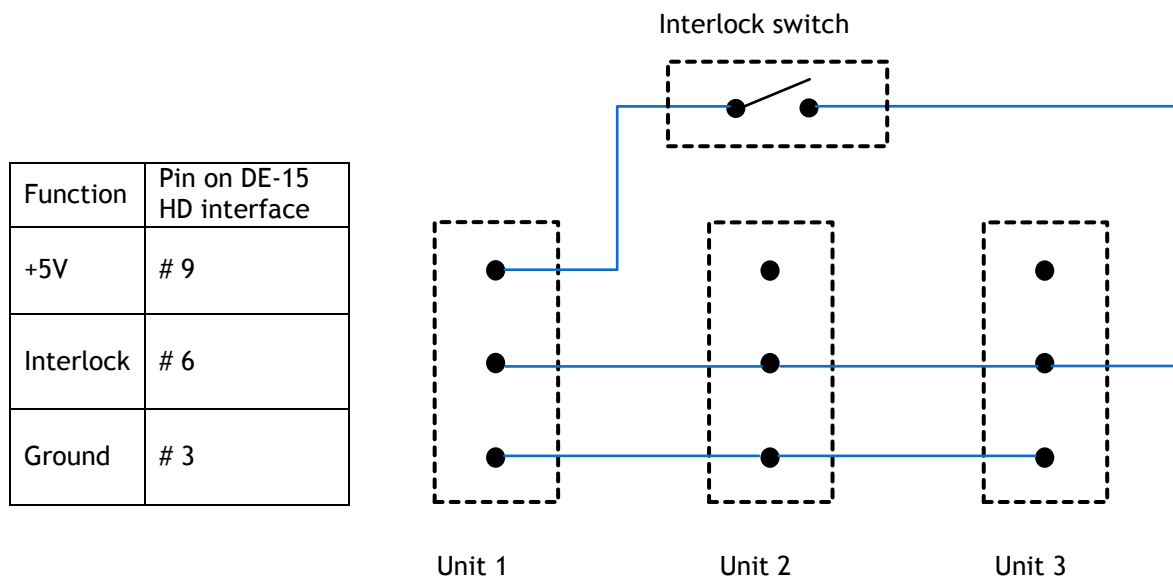 Interlock switch
Function
Pin on DE-15
HD interface
+5V
# 9
Interlock
# 6
Ground
# 3
Unit 1
Unit 2
Unit 3